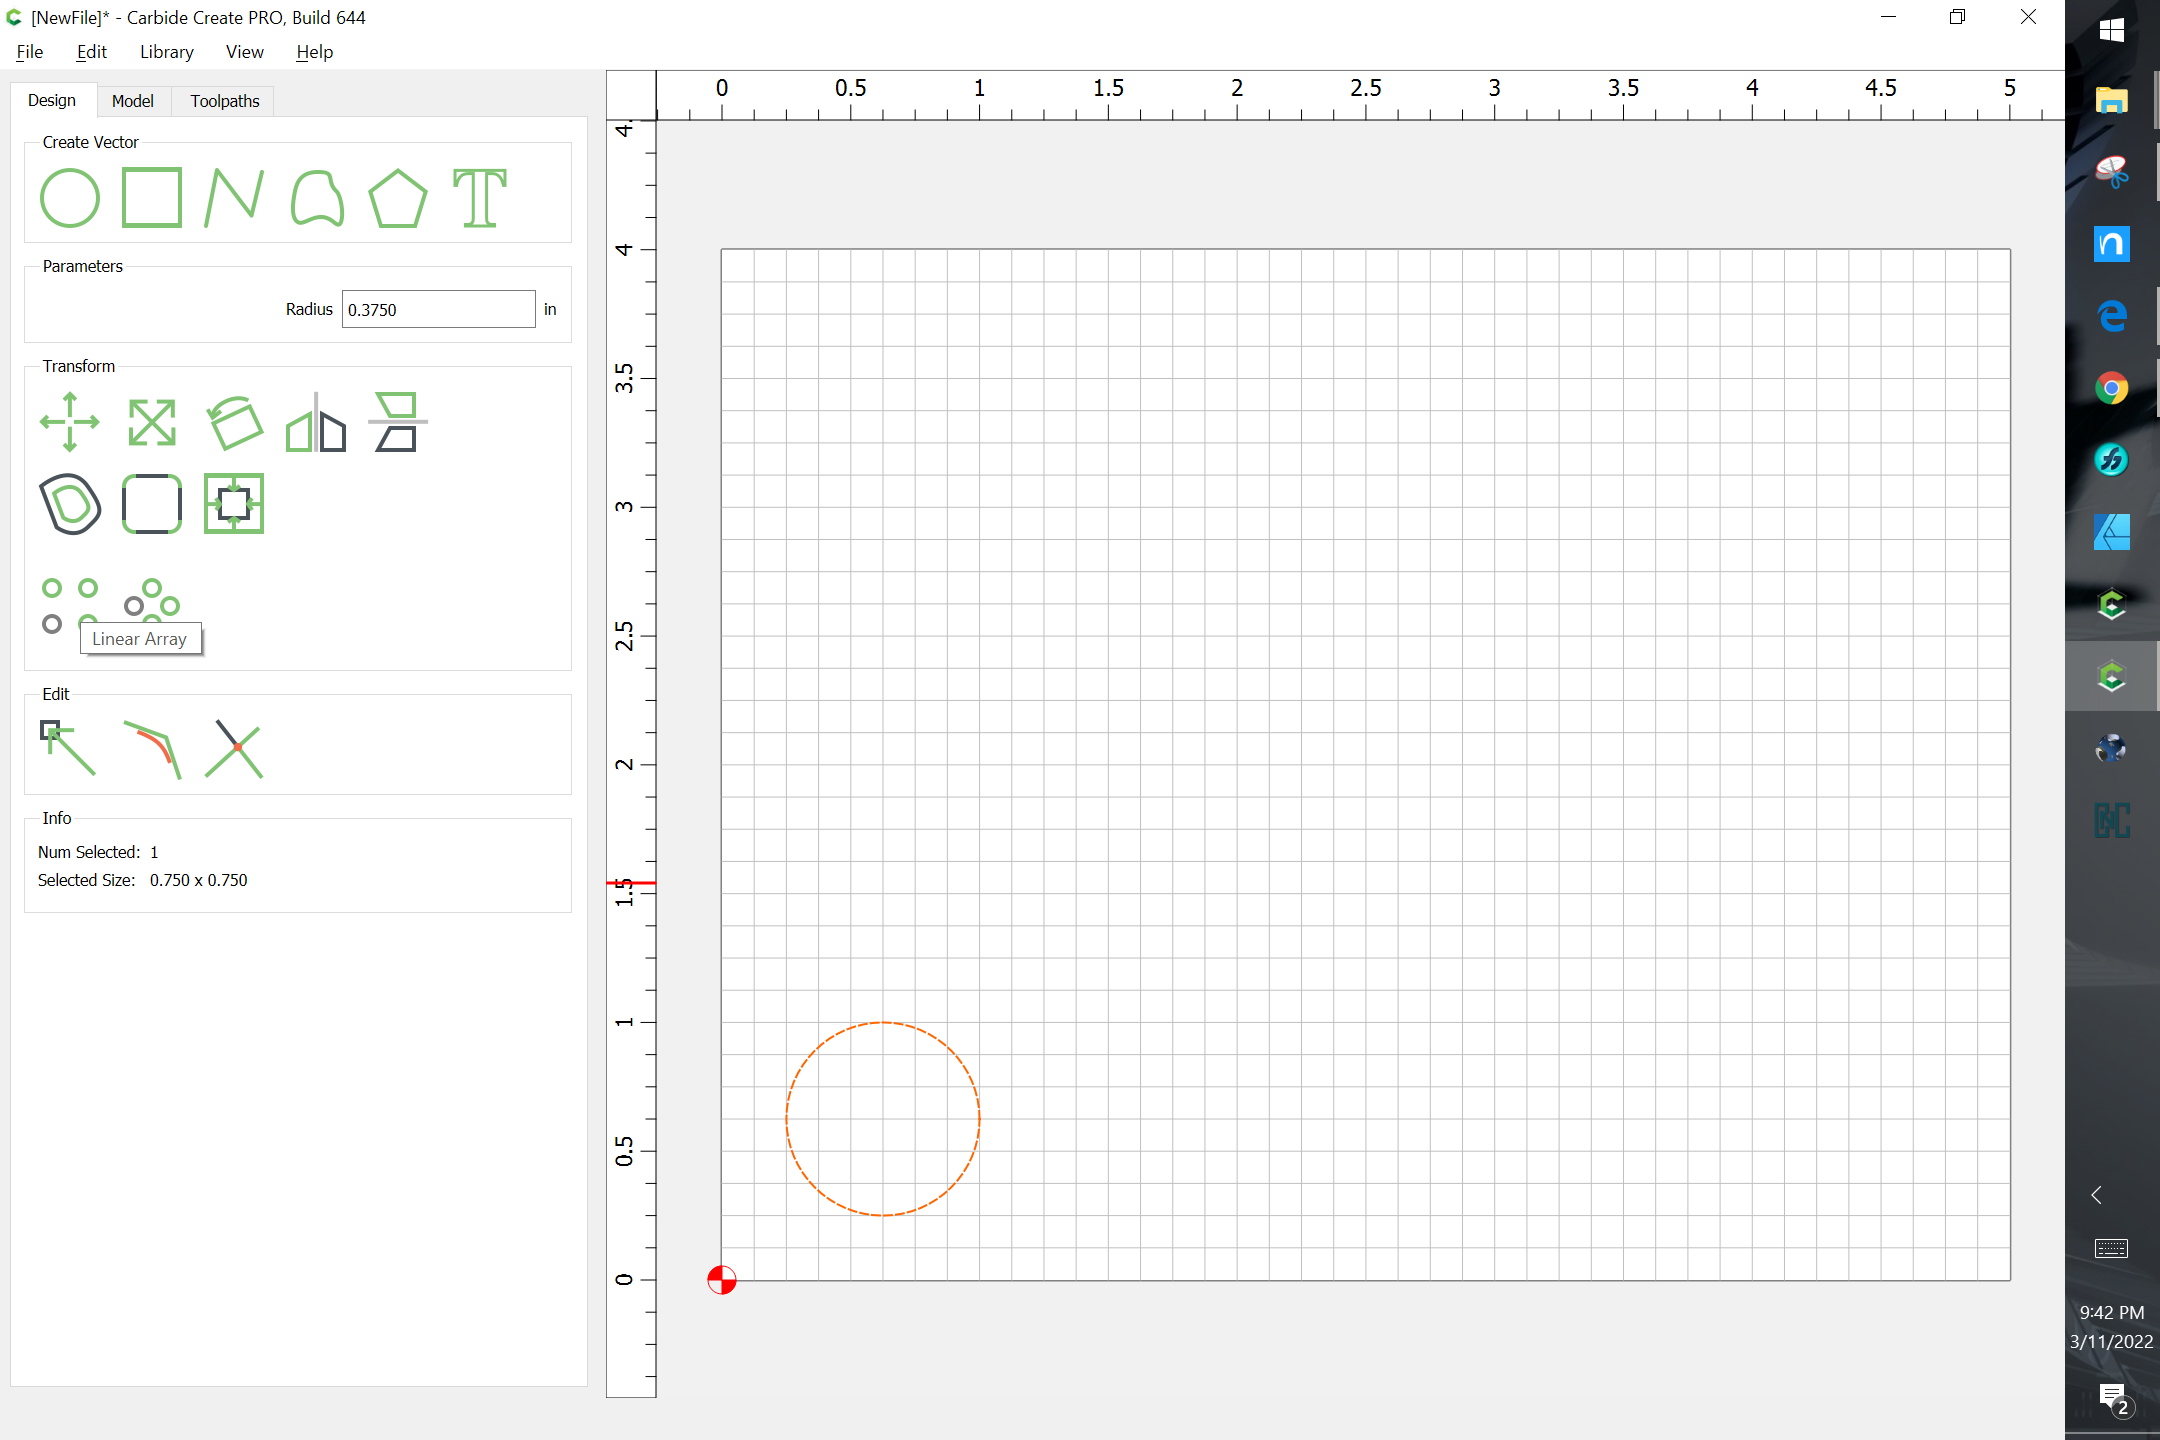 [NewFile]* - Carbide Create PRO, Build 644
File Edit Library View Help
Design Model Toolpaths
Create Vector
T
Parameters
Radius 0.3750 in
Transform
Linear Array
Edit
Info
Num Selected: 1
Selected Size: 0.750 x 0.750
0 0.5 1 1.5 2 2.5 3 3.5 4 4.5 5
4.
4
3.5
3
2.5
2
1.5
1
0.5
0
9:42 PM
3/11/2022
2